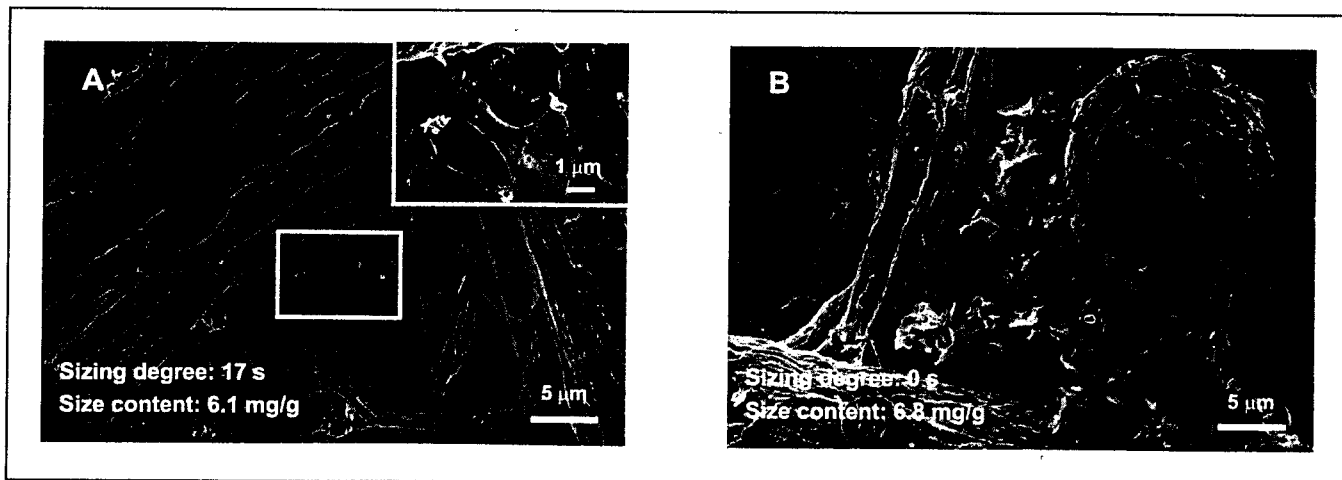 A
1 μm
Sizing degree: 17 s
Size content: 6.1 mg/g
5 μm
B
Sizing degree: 0 s
Size content: 6.8 mg/g
5 μm